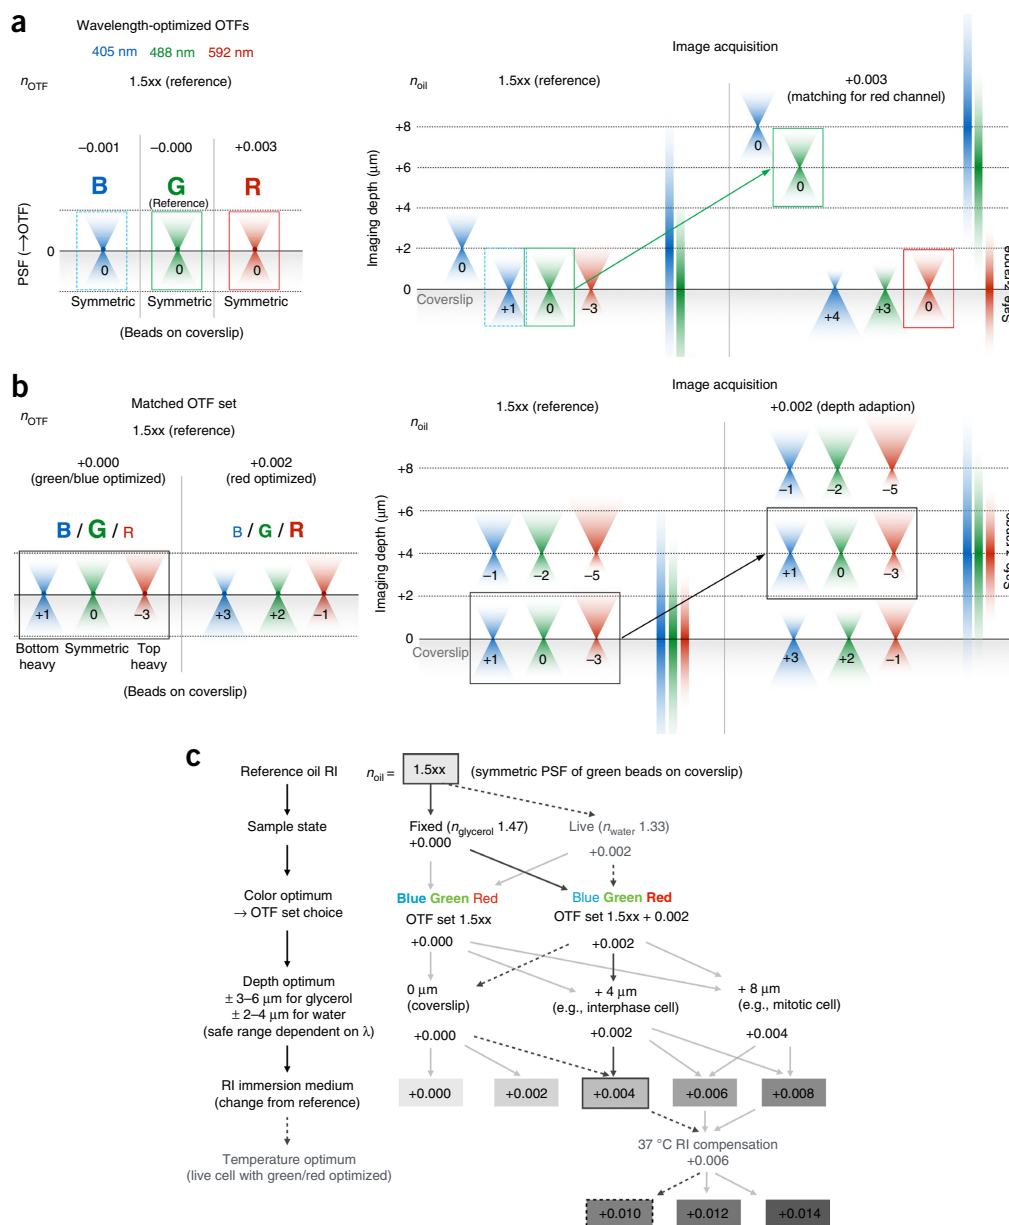 a
Wavelength-optimized OTFs
405 nm 488 nm 592 nm
nOTF
1.5xx (reference)
−0.001 −0.000 +0.003
B G R
(Reference)
PSF (→OTF)
0
0 0 0
Symmetric Symmetric Symmetric
(Beads on coverslip)
Image acquisition
noil
1.5xx (reference)
+0.003
(matching for red channel)
Imaging depth (μm)
+8
+6
+4
+2
0
Coverslip
0
+1 0 −3
0
0
+4 +3 0
Safe z-range
b
Matched OTF set
nOTF
1.5xx (reference)
+0.000
(green/blue optimized)
+0.002
(red optimized)
B / G / R
B / G / R
+1 0 −3
+3 +2 −1
Bottom heavy
Symmetric
Top heavy
(Beads on coverslip)
Image acquisition
noil
1.5xx (reference)
+0.002 (depth adaption)
Imaging depth (μm)
+8
+6
+4
+2
0
Coverslip
−1 −2 −5
+1 0 −3
−1 −2 −5
+1 0 −3
+3 +2 −1
c
Reference oil RI
noil =
1.5xx
(symmetric PSF of green beads on coverslip)
Sample state
Fixed (nglycerol 1.47)
+0.000
Live (nwater 1.33)
+0.002
Color optimum
→ OTF set choice
Blue Green Red
OTF set 1.5xx
+0.000
Blue Green Red
OTF set 1.5xx + 0.002
+0.002
Depth optimum
± 3–6 μm for glycerol
± 2–4 μm for water
(safe range dependent on λ)
0 μm
(coverslip)
+0.000
+ 4 μm
(e.g., interphase cell)
+0.002
+ 8 μm
(e.g., mitotic cell)
+0.004
RI immersion medium
(change from reference)
+0.000 +0.002 +0.004 +0.006 +0.008
Temperature optimum
(live cell with green/red optimized)
37 °C RI compensation
+0.006
+0.010 +0.012 +0.014